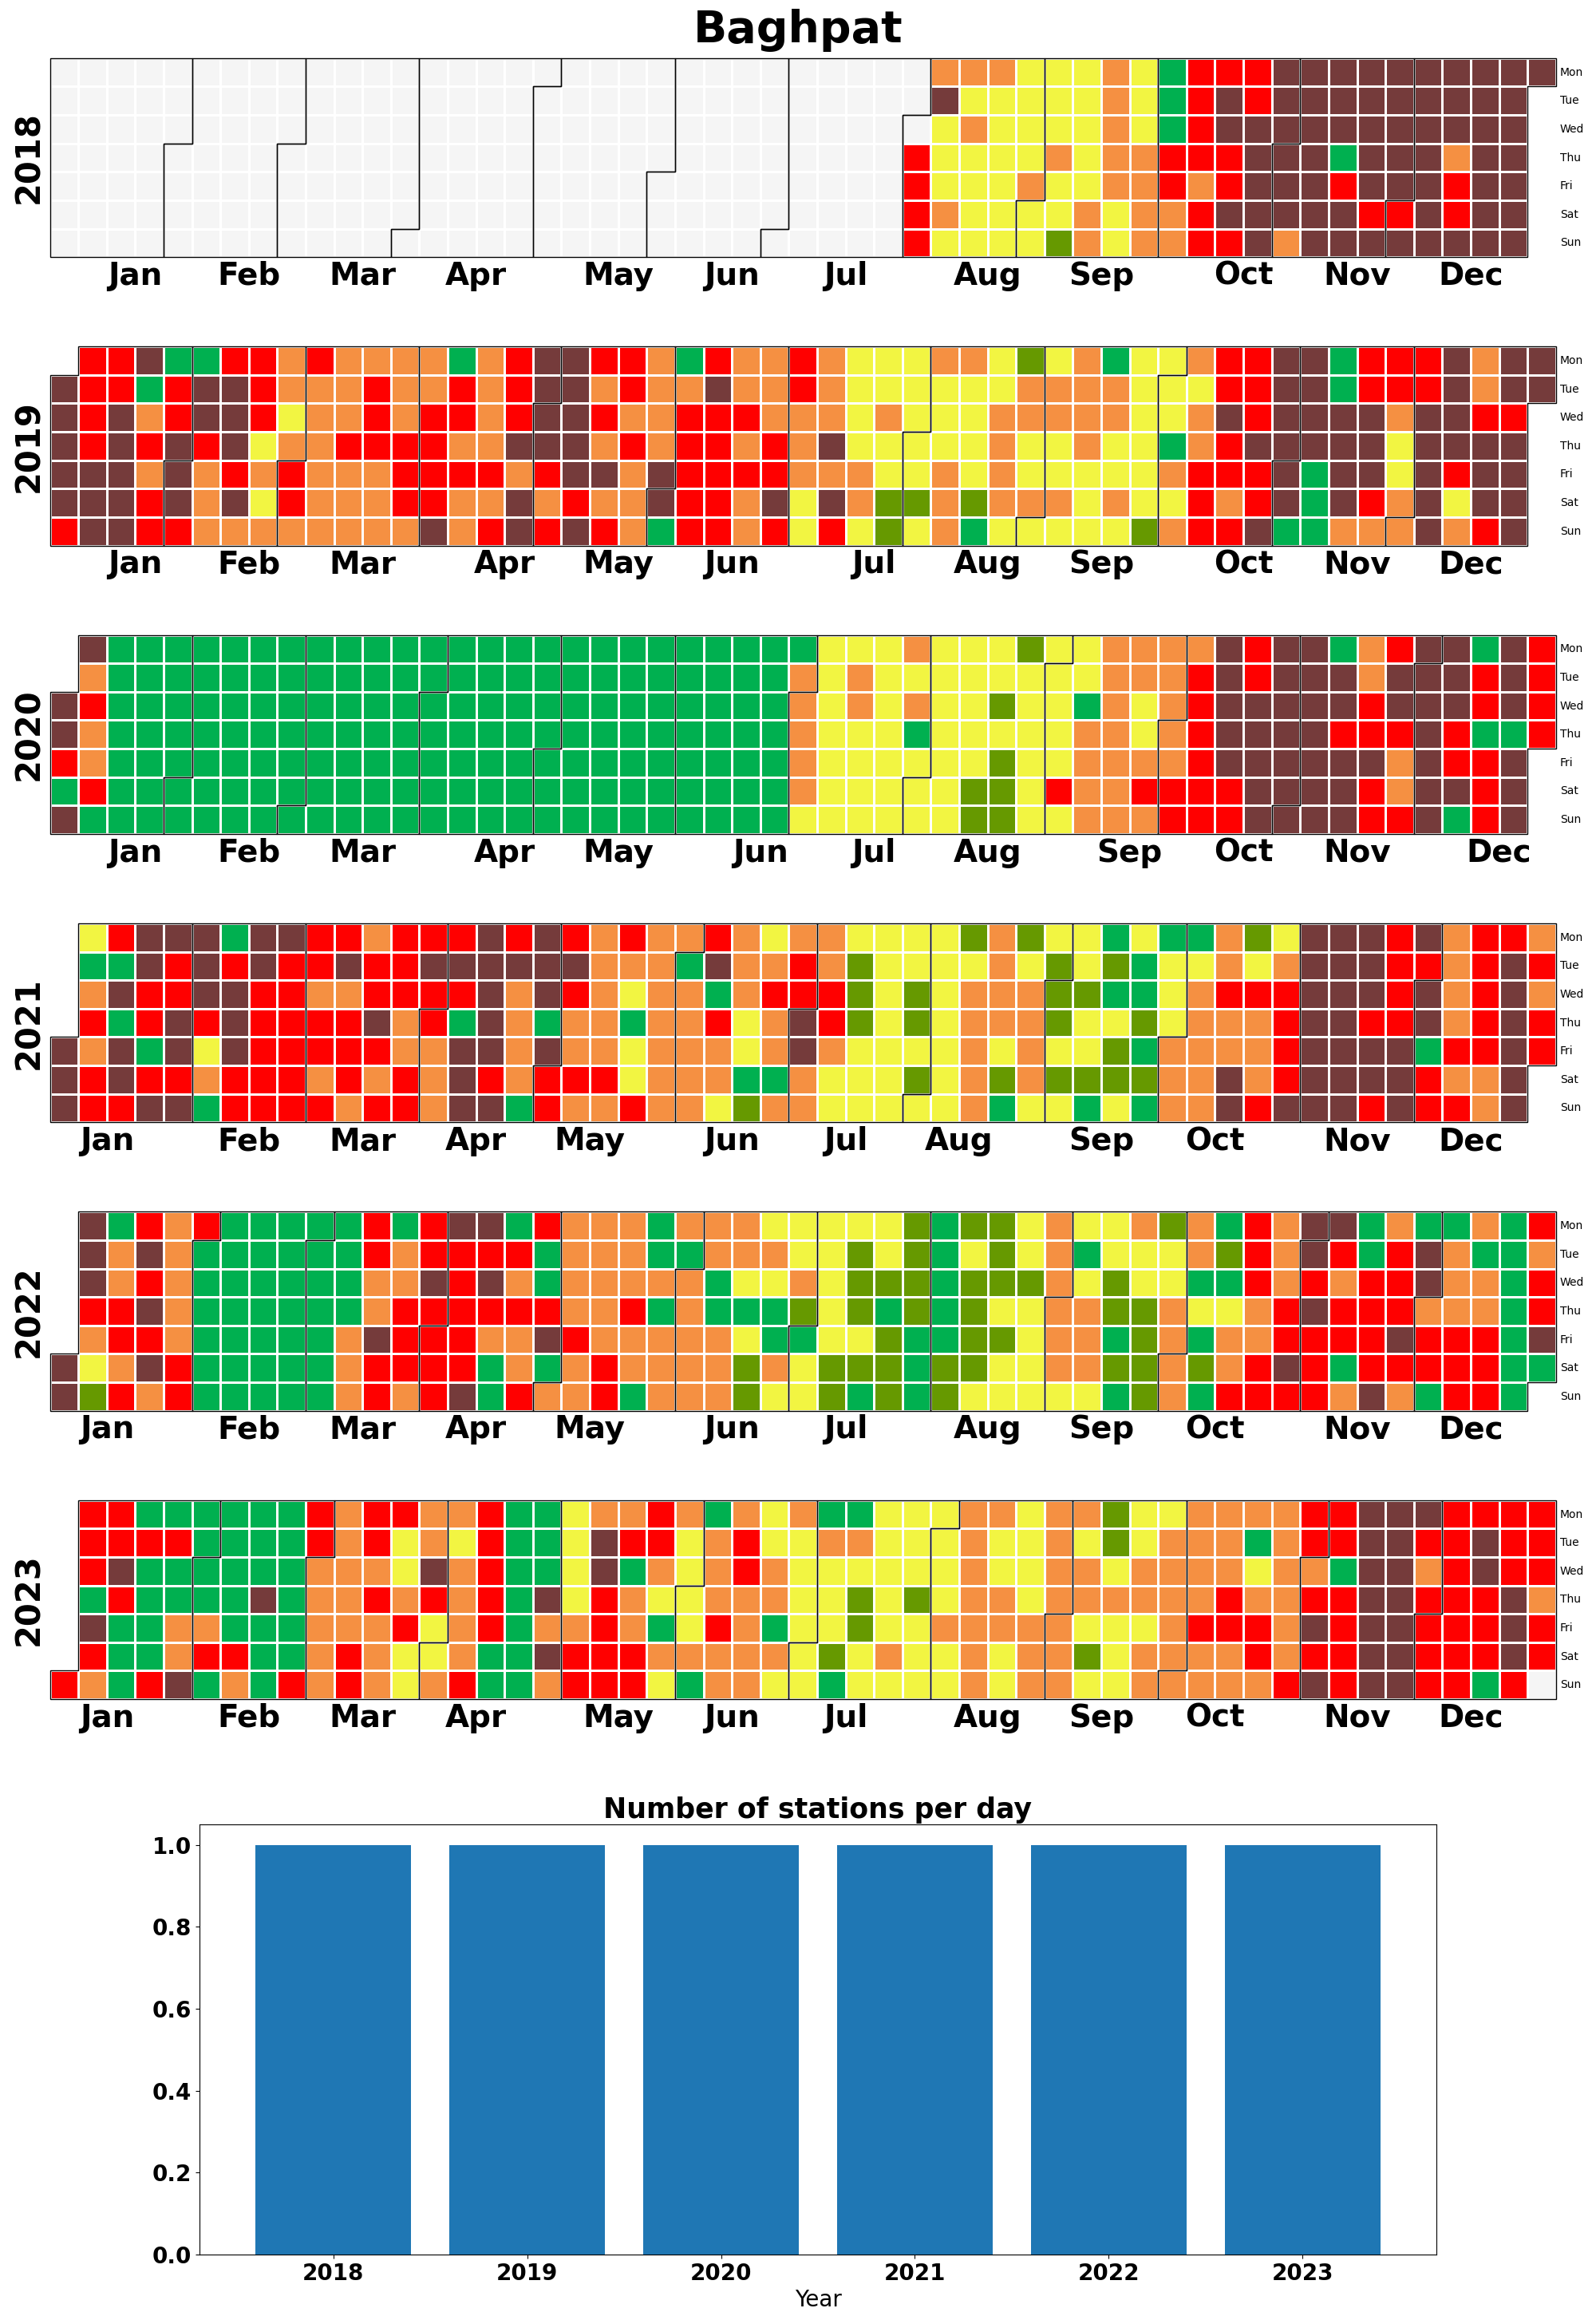 Baghpat
2018
Mon
Tue
Wed
Thu
Fri
Sat
Sun
Jan Feb Mar Apr May Jun Jul Aug Sep Oct Nov Dec
2019
Mon
Tue
Wed
Thu
Fri
Sat
Sun
Jan Feb Mar Apr May Jun Jul Aug Sep Oct Nov Dec
2020
Mon
Tue
Wed
Thu
Fri
Sat
Sun
Jan Feb Mar Apr May Jun Jul Aug Sep Oct Nov Dec
2021
Mon
Tue
Wed
Thu
Fri
Sat
Sun
Jan Feb Mar Apr May Jun Jul Aug Sep Oct Nov Dec
2022
Mon
Tue
Wed
Thu
Fri
Sat
Sun
Jan Feb Mar Apr May Jun Jul Aug Sep Oct Nov Dec
2023
Mon
Tue
Wed
Thu
Fri
Sat
Sun
Jan Feb Mar Apr May Jun Jul Aug Sep Oct Nov Dec
Number of stations per day
1.0
0.8
0.6
0.4
0.2
0.0
2018 2019 2020 2021 2022 2023
Year